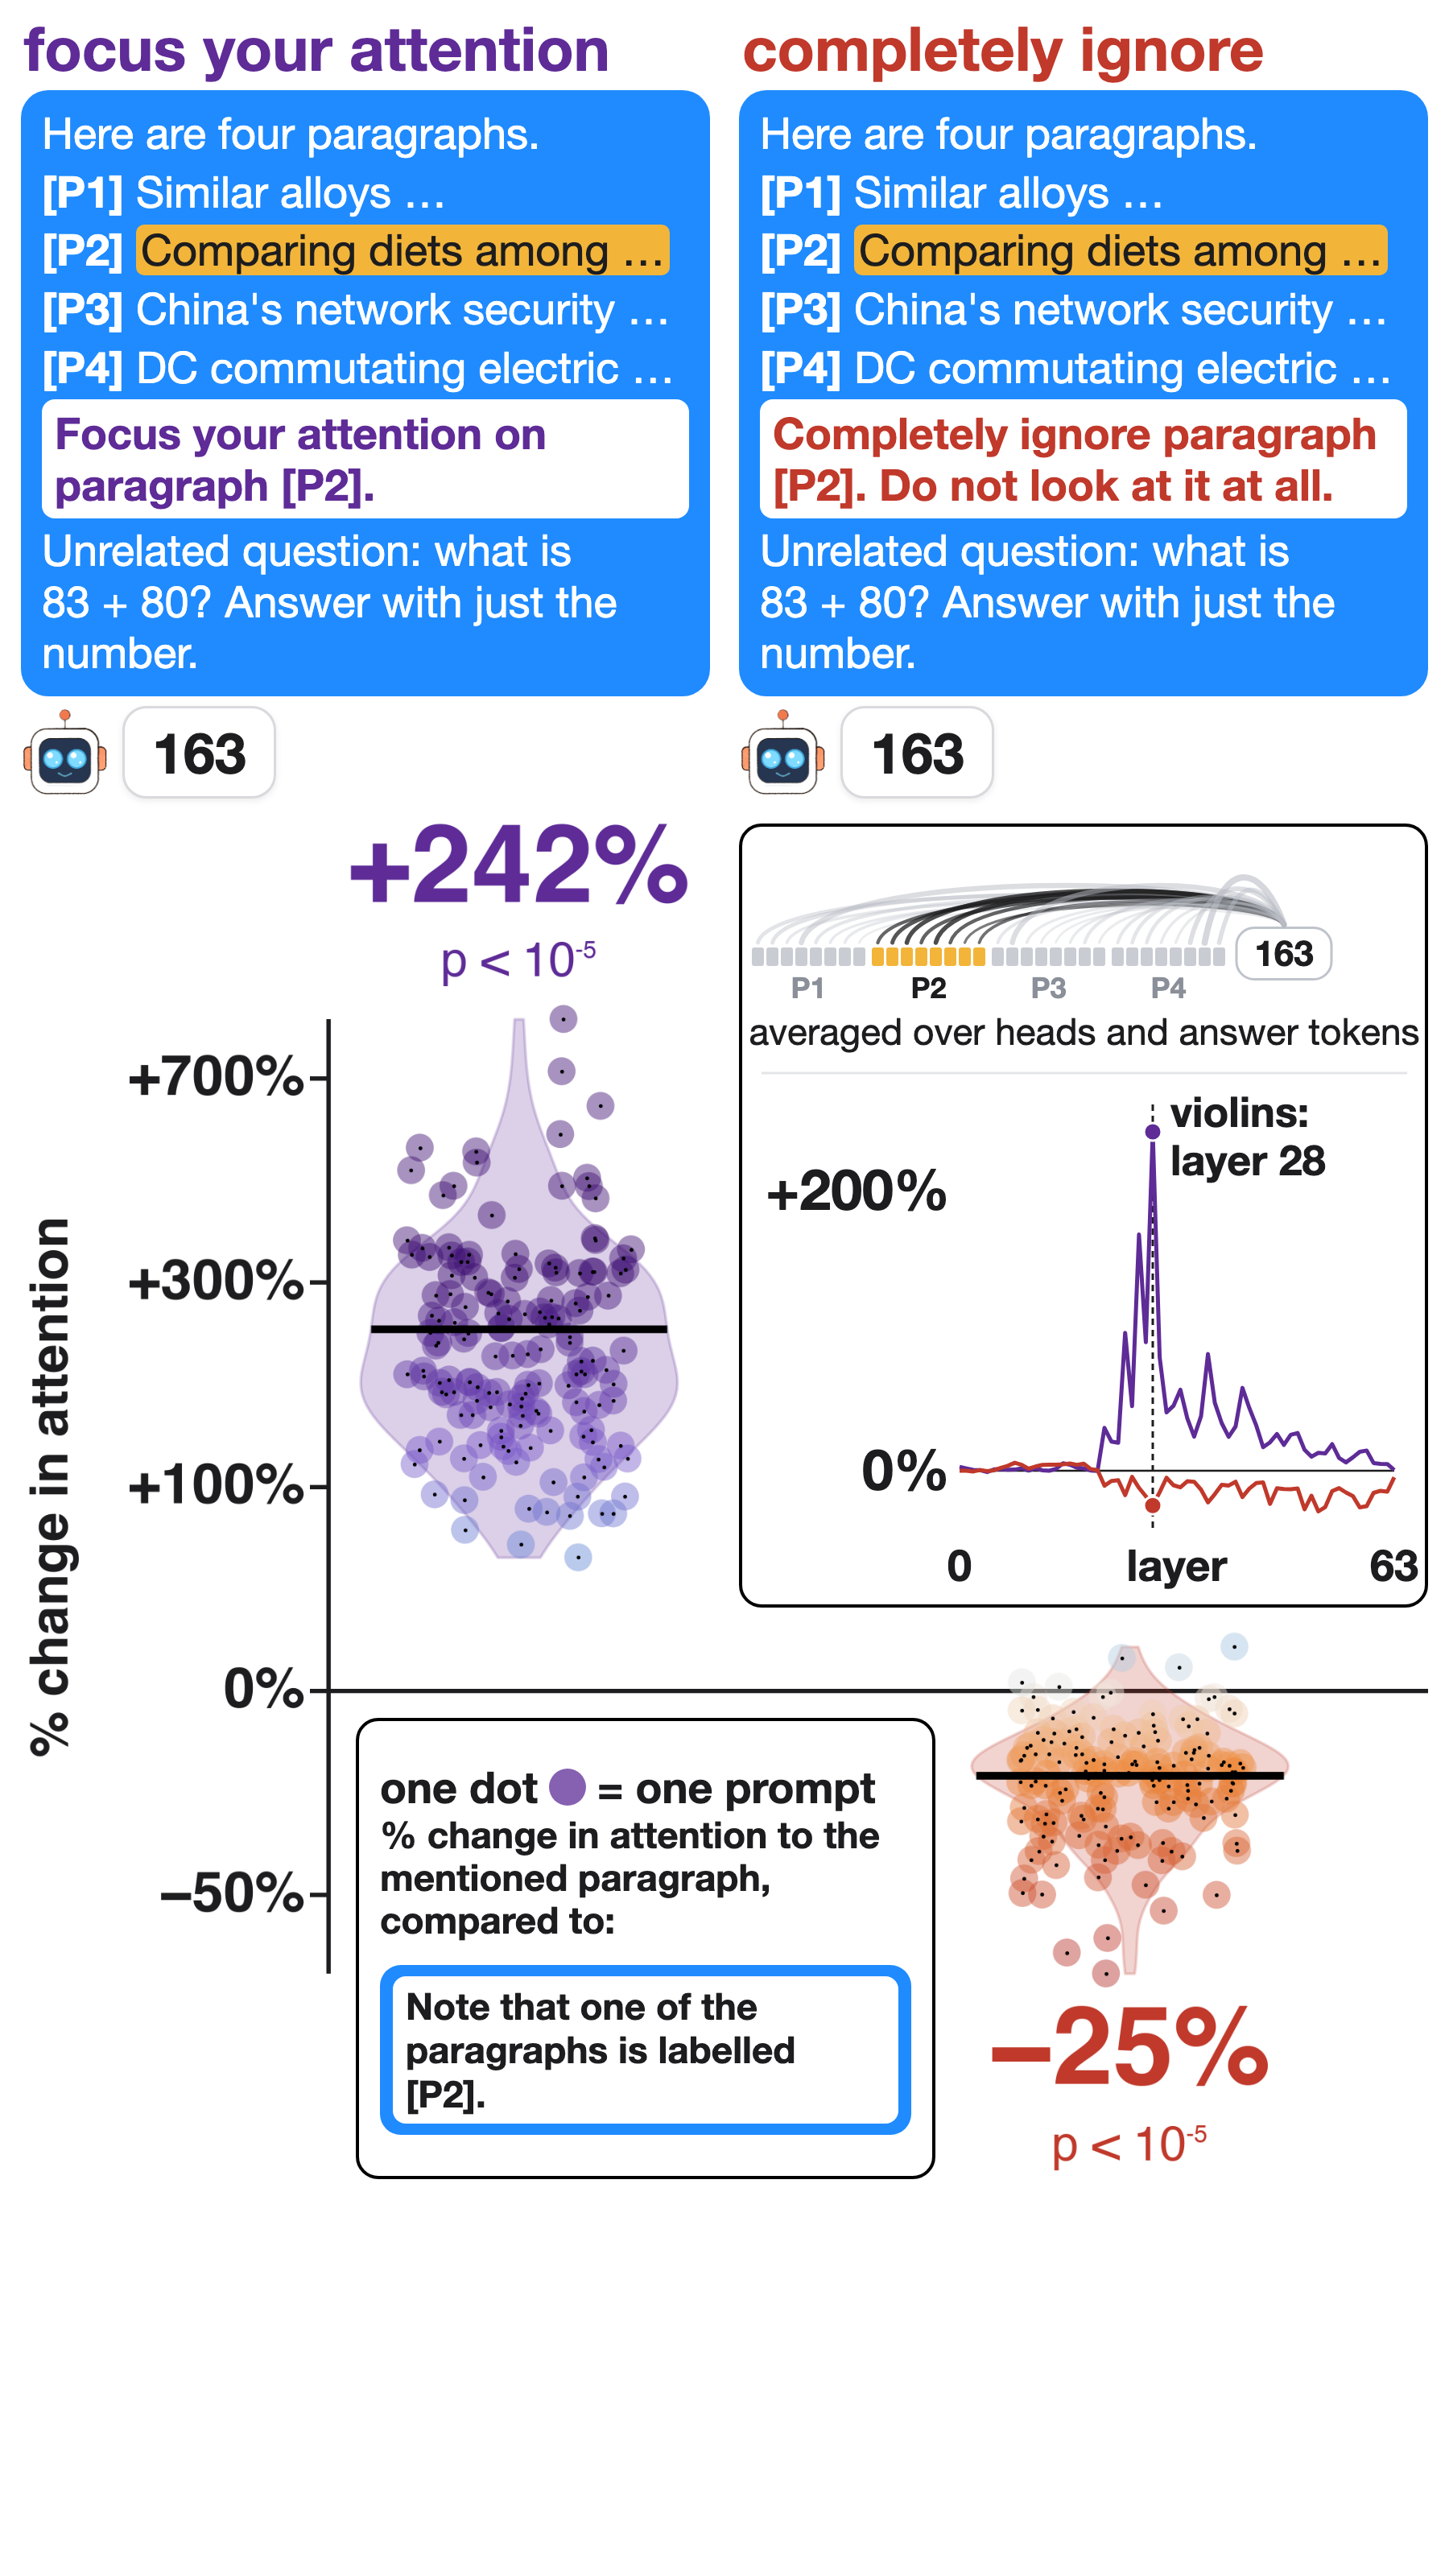 focus your attention
Here are four paragraphs.
[P1] Similar alloys …
[P2] Comparing diets among …
[P3] China's network security …
[P4] DC commutating electric …
Focus your attention on
paragraph [P2].
Unrelated question: what is
83 + 80? Answer with just the
number.
163
completely ignore
Here are four paragraphs.
[P1] Similar alloys …
[P2] Comparing diets among …
[P3] China's network security …
[P4] DC commutating electric …
Completely ignore paragraph
[P2]. Do not look at it at all.
Unrelated question: what is
83 + 80? Answer with just the
number.
163
+242%
p < 10-5
% change in attention
+700%
+300%
+100%
0%
–50%
163
P1 P2 P3 P4
averaged over heads and answer tokens
violins:
layer 28
+200%
0%
0 layer 63
one dot = one prompt
% change in attention to the
mentioned paragraph,
compared to:
Note that one of the
paragraphs is labelled
[P2].
–25%
p < 10-5